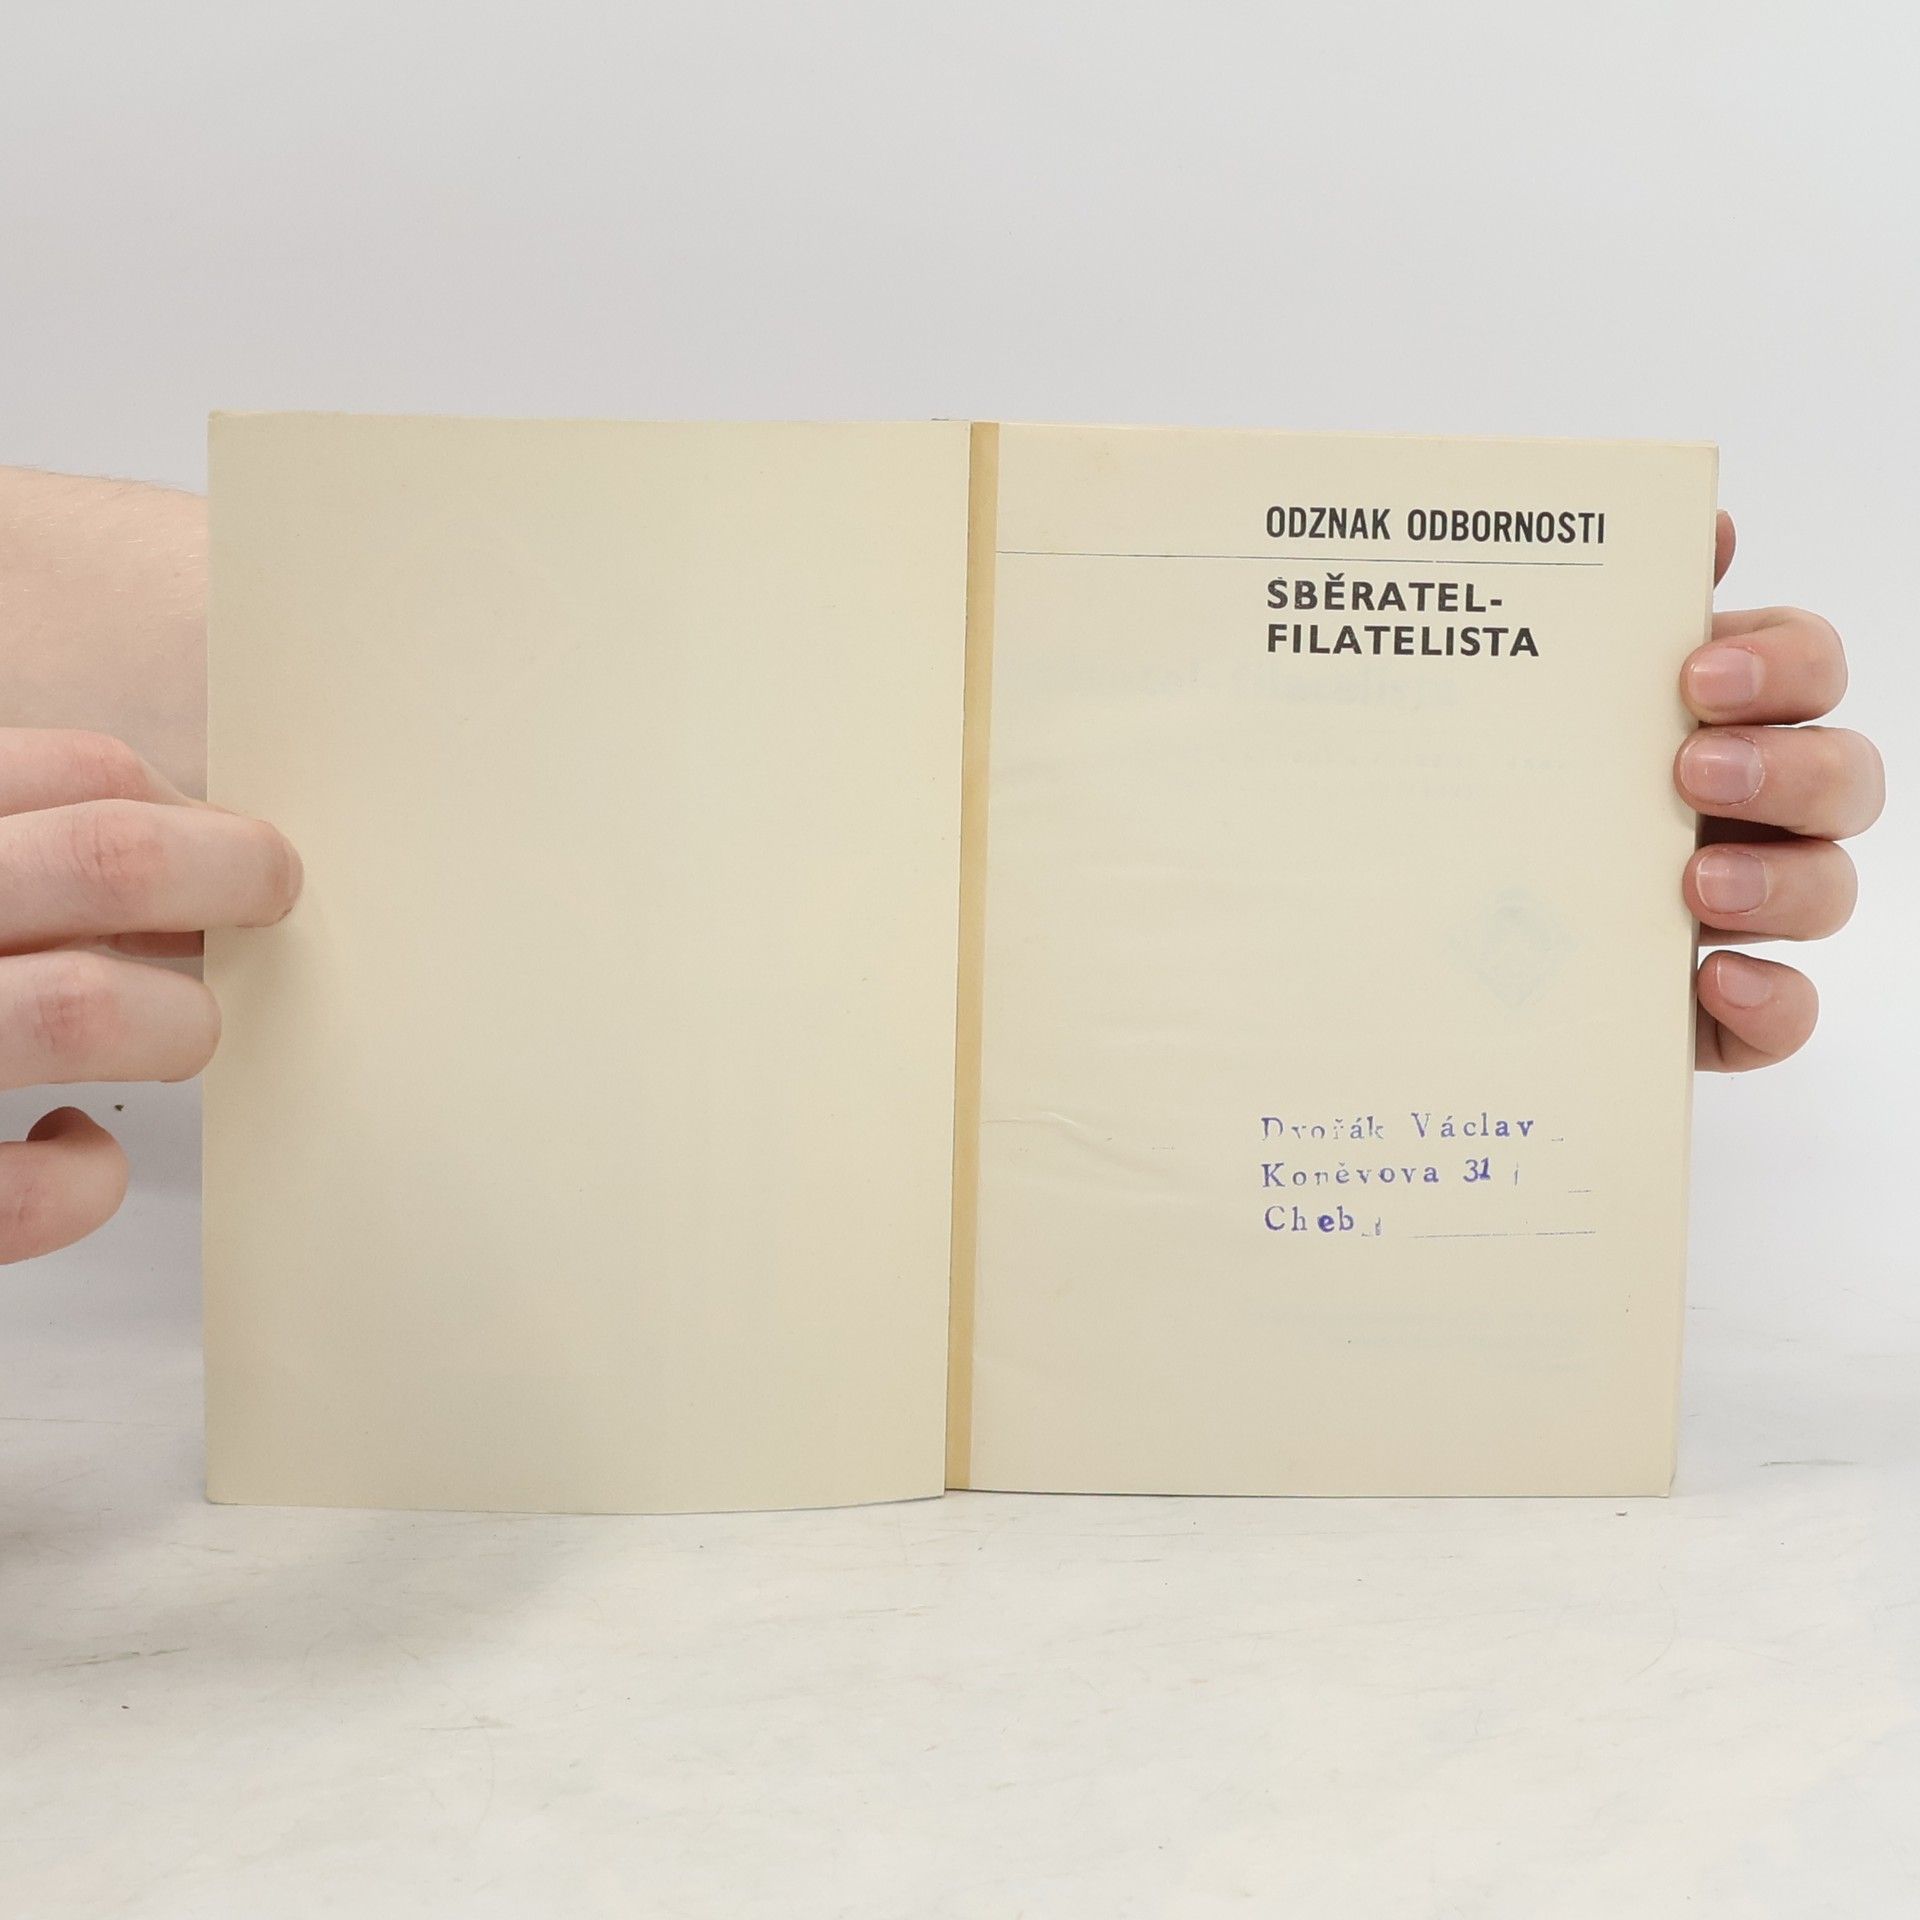 ODZNAK ODBORNOSTI
SBĚRATEL-
FILATELISTA
Dvořák Václav
Koněvova 31
Cheb